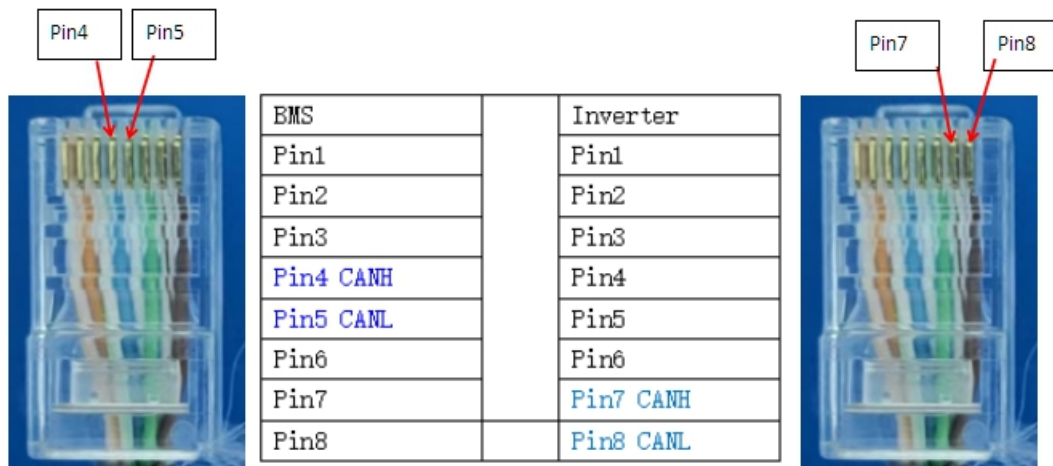 Pin4 Pin5 Pin7 Pin8
BMS Inverter
Pin1 Pin1
Pin2 Pin2
Pin3 Pin3
Pin4 CANH Pin4
Pin5 CANL Pin5
Pin6 Pin6
Pin7 Pin7 CANH
Pin8 Pin8 CANL